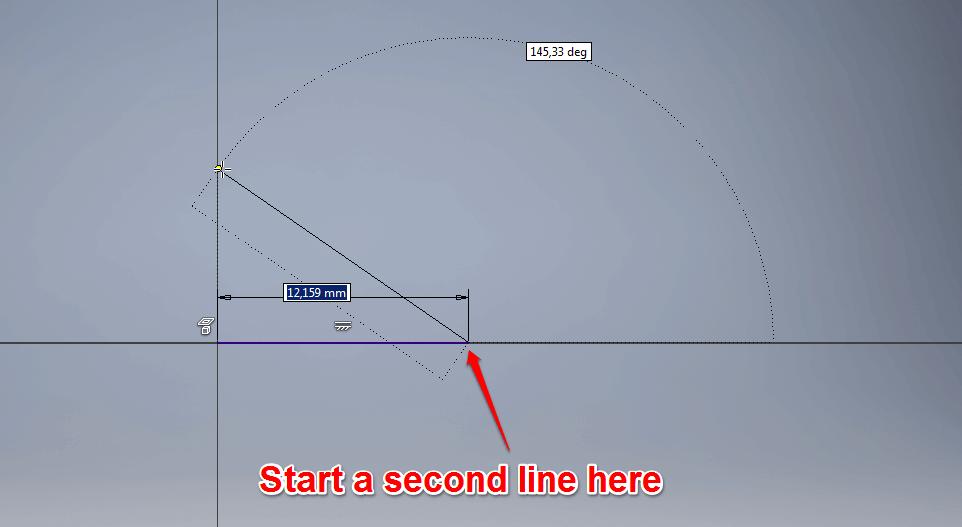 145,33 deg
12,159 mm
Start a second line here